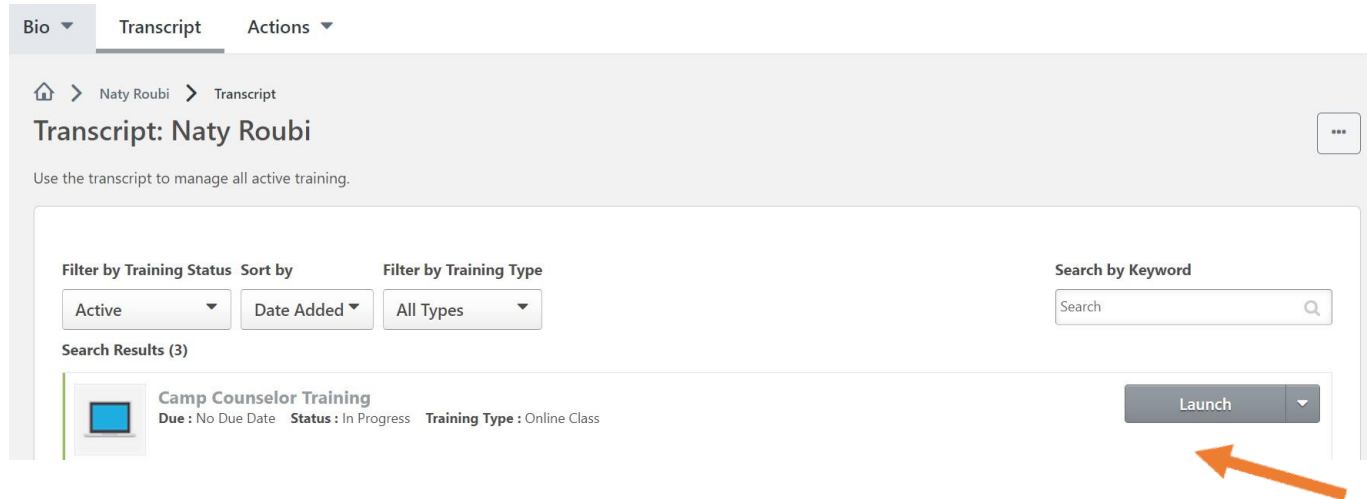 Bio Transcript Actions
Naty Roubi Transcript
Transcript: Naty Roubi
...
Use the transcript to manage all active training.
Filter by Training Status Sort by Filter by Training Type Search by Keyword
Active Date Added All Types Search
Search Results (3)
Camp Counselor Training
Due : No Due Date Status : In Progress Training Type : Online Class
Launch